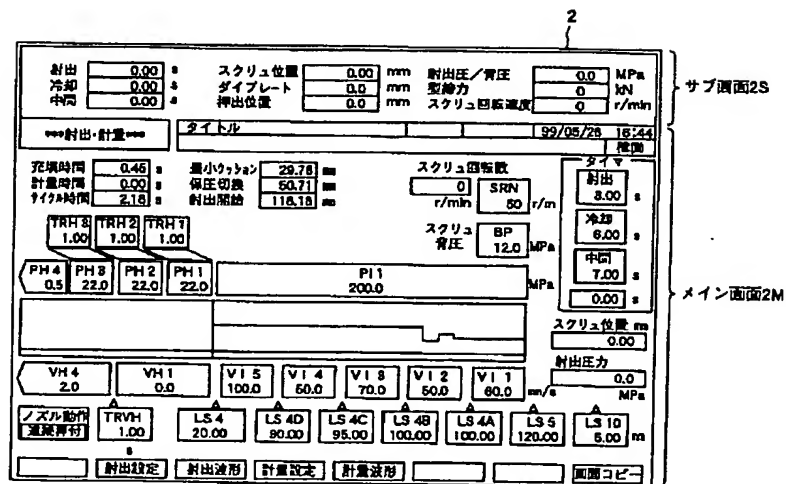 2
射出 0.00 s スクリュ位置 0.00 mm 射出圧／背圧 0.0 MPa
冷却 0.00 s ダイプレート 0.0 mm 型締力 0 kN
中間 0.00 s 押出位置 0.0 mm スクリュ回転速度 0 r/min
サブ画面2S
***射出・計量*** タイトル 99/05/26 16:44
充填時間 0.45 s 最小クッション 29.78 mm スクリュ回転数 タイマ
計量時間 0.00 s 保圧切換 50.71 mm 0 SRN 射出 8.00 s
サイクル時間 2.18 s 射出開始 118.18 mm r/min 50 r/m
TRH 3 TRH 2 TRH 1 スクリュ背圧 BP 冷却 6.00 s
1.00 1.00 1.00 12.0 MPa
PH 4 PH 3 PH 2 PH 1 PI 1 中間 7.00 s
0.5 22.0 22.0 22.0 200.0 MPa
0.00 s
メイン画面2M
スクリュ位置 m
0.00
射出圧力
0.0
MPa
VH 4 VH 1 VI 5 VI 4 VI 3 VI 2 VI 1
2.0 0.0 100.0 50.0 70.0 50.0 60.0 mm/s
ノズル動作 TRVH LS 4 LS 4D LS 4C LS 4B LS 4A LS 5 LS 10
1.00 20.00 90.00 95.00 100.00 100.00 120.00 5.00 m
s
射出設定 射出波形 計量設定 計量波形 画面コピー